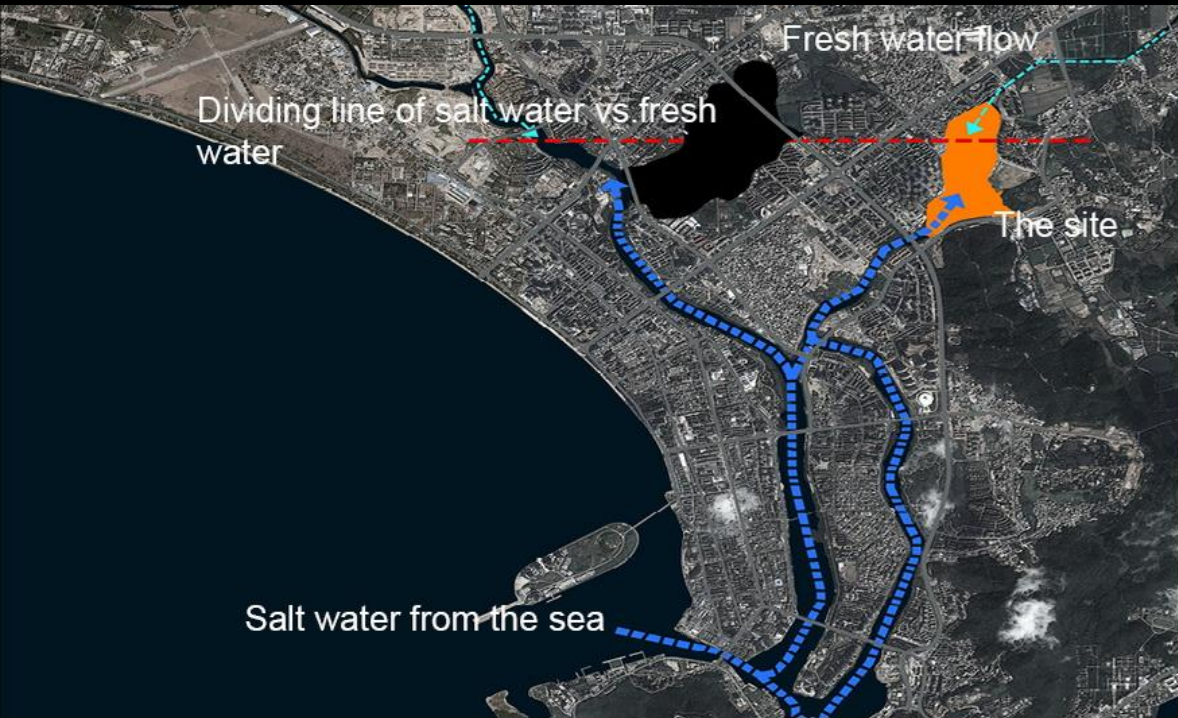 Fresh water flow
Dividing line of salt water vs.fresh
water
The site
Salt water from the sea